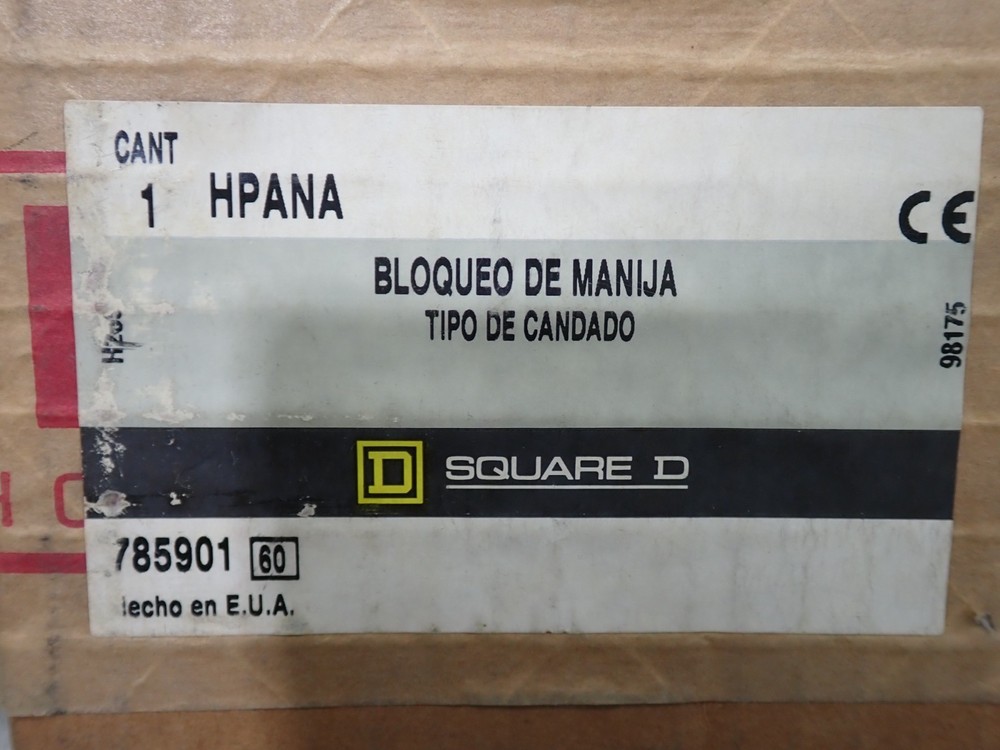 CANT
1 HPANA
CE
BLOQUEO DE MANIJA
TIPO DE CANDADO
98175
D SQUARE D
785901 60
lecho en E.U.A.